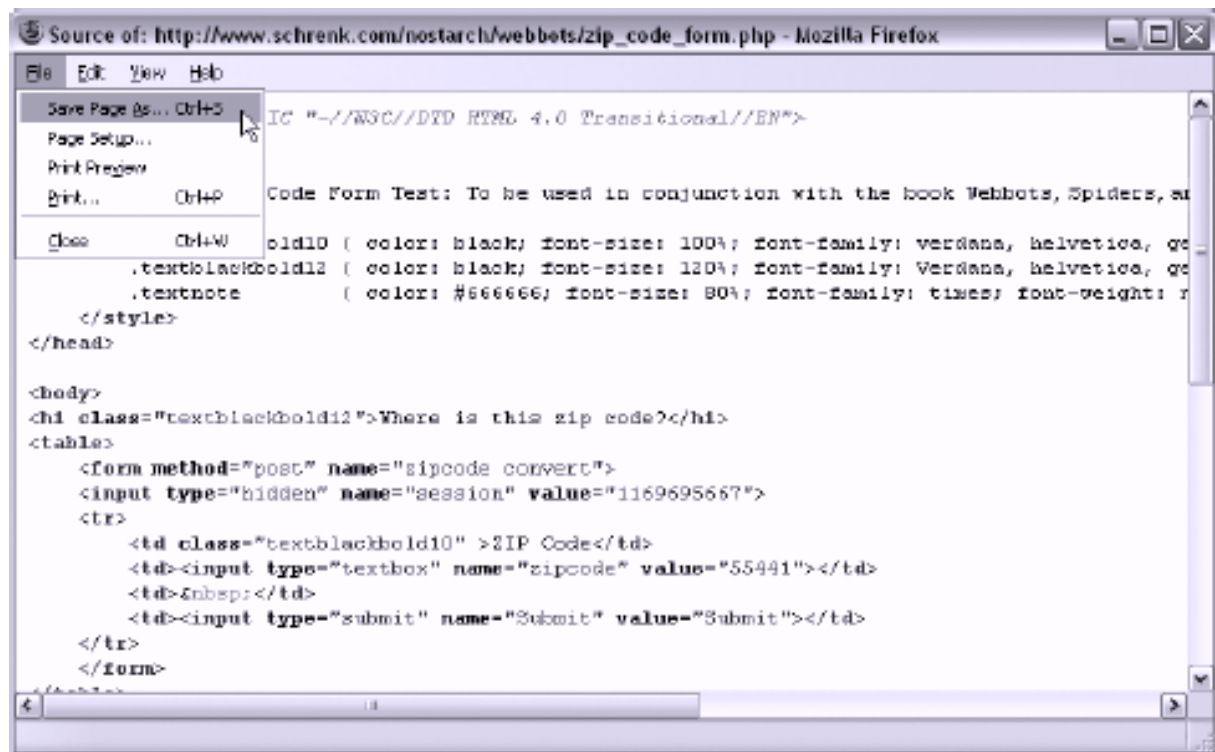 Source of: http://www.schrenk.com/nostarch/webbots/zip_code_form.php - Mozilla Firefox
File Edit View Help
Save Page As... Ctrl+S
IC "-//W3C//DTD HTML 4.0 Transitional//EN">
Page Setup...
Print Preview
Print... Ctrl+P
Code Form Test: To be used in conjunction with the book Webbots, Spiders, an
Close Ctrl+W
old10 { color: black; font-size: 100%; font-family: verdana, helvetica, ge
.textblackbold12 { color: black; font-size: 120%; font-family: Verdana, helvetica, ge
.textnote { color: #666666; font-size: 80%; font-family: times; font-weight: r
</style>
</head>
<body>
<h1 class="textblackbold12">Where is this zip code?</h1>
<table>
<form method="post" name="zipcode convert">
<input type="hidden" name="session" value="1169695667">
<tr>
<td class="textblackbold10" >ZIP Code</td>
<td><input type="textbox" name="zipcode" value="55441"></td>
<td>&nbsp;</td>
<td><input type="submit" name="Submit" value="Submit"></td>
</tr>
</form>